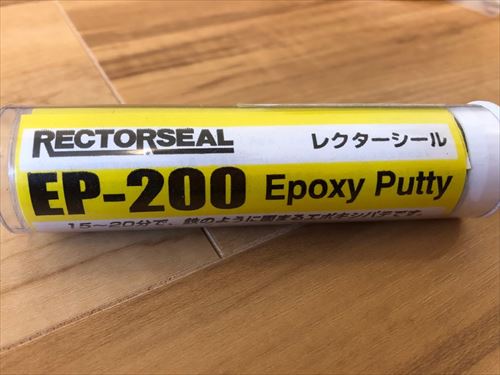 RECTORSEAL レクターシール
EP-200 Epoxy Putty
15～20分で、鉄のように固まるエポキシパテです。